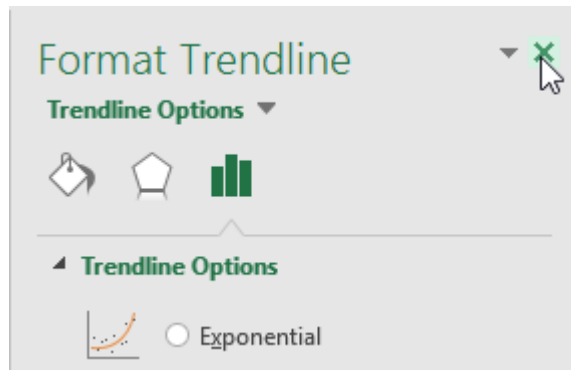 Format Trendline
Trendline Options
Trendline Options
Exponential